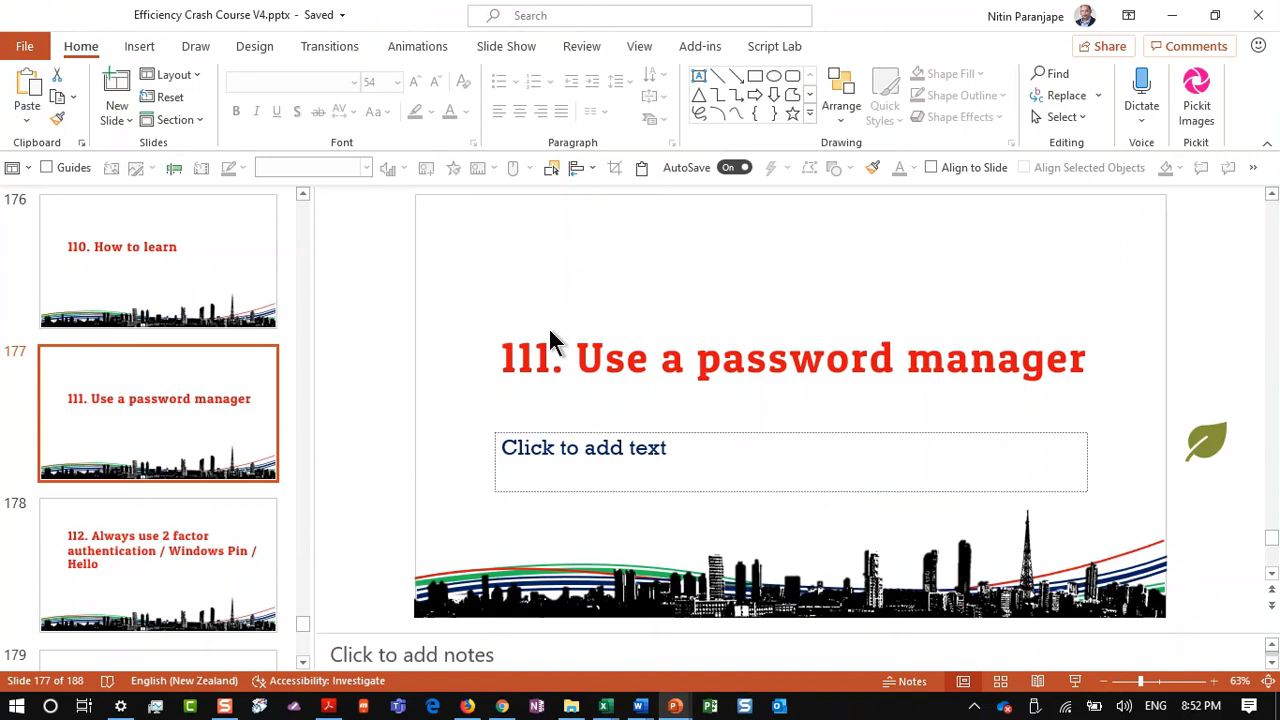 Efficiency Crash Course V4.pptx - Saved
Search
Nitin Paranjape
File Home Insert Draw Design Transitions Animations Slide Show Review View Add-ins Script Lab Share Comments
Paste
Clipboard
New
Slide
Layout
Reset
Section
Slides
54
Font
Paragraph
Arrange
Quick
Styles
Shape Fill
Shape Outline
Shape Effects
Drawing
Find
Replace
Select
Editing
Dictate
Voice
Pickit
Images
Pickit
Guides AutoSave On Align to Slide Align Selected Objects
176
110. How to learn
177
111. Use a password manager
178
112. Always use 2 factor
authentication / Windows Pin /
Hello
179
111. Use a password manager
Click to add text
Click to add notes
Slide 177 of 188 English (New Zealand) Accessibility: Investigate Notes 63%
ENG 8:52 PM